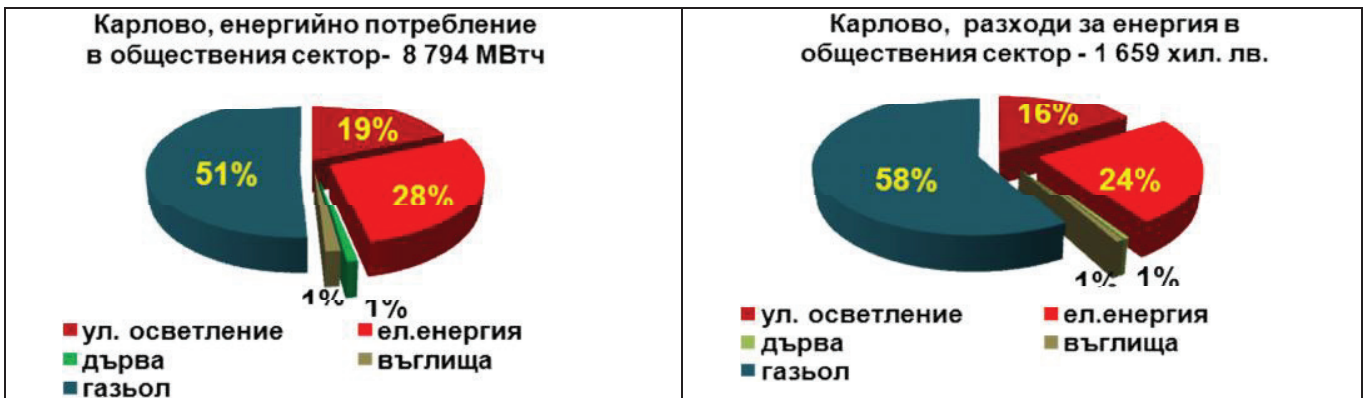 Карлово, енергийно потребление
в обществения сектор- 8 794 МВтч
19%
51%
28%
1%
1%
ул. осветление
ел.енергия
дърва
въглища
газьол
Карлово, разходи за енергия в
обществения сектор - 1 659 хил. лв.
16%
58%
24%
1%
1%
ул. осветление
ел.енергия
дърва
въглища
газьол